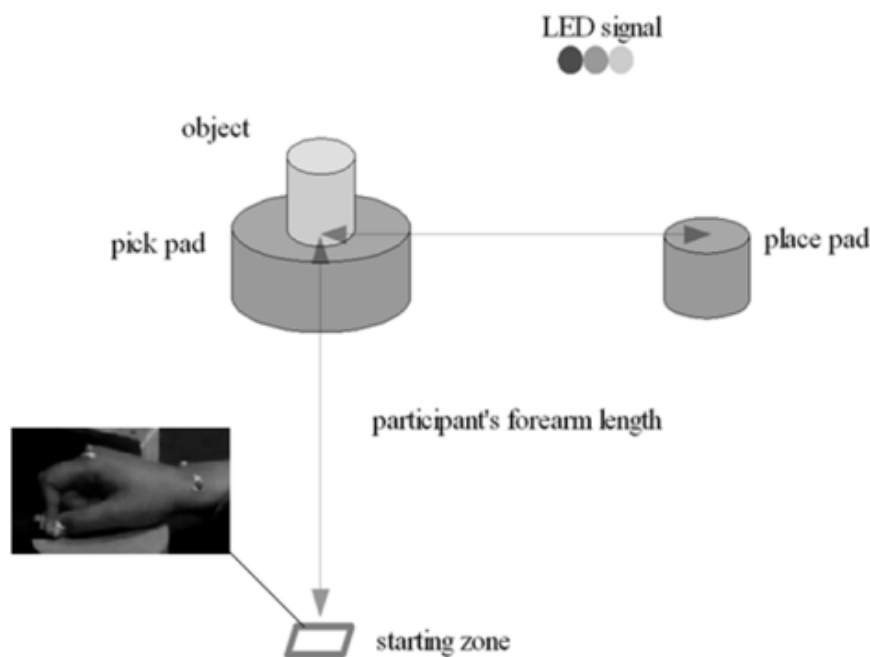 LED signal
object
pick pad
place pad
participant's forearm length
starting zone